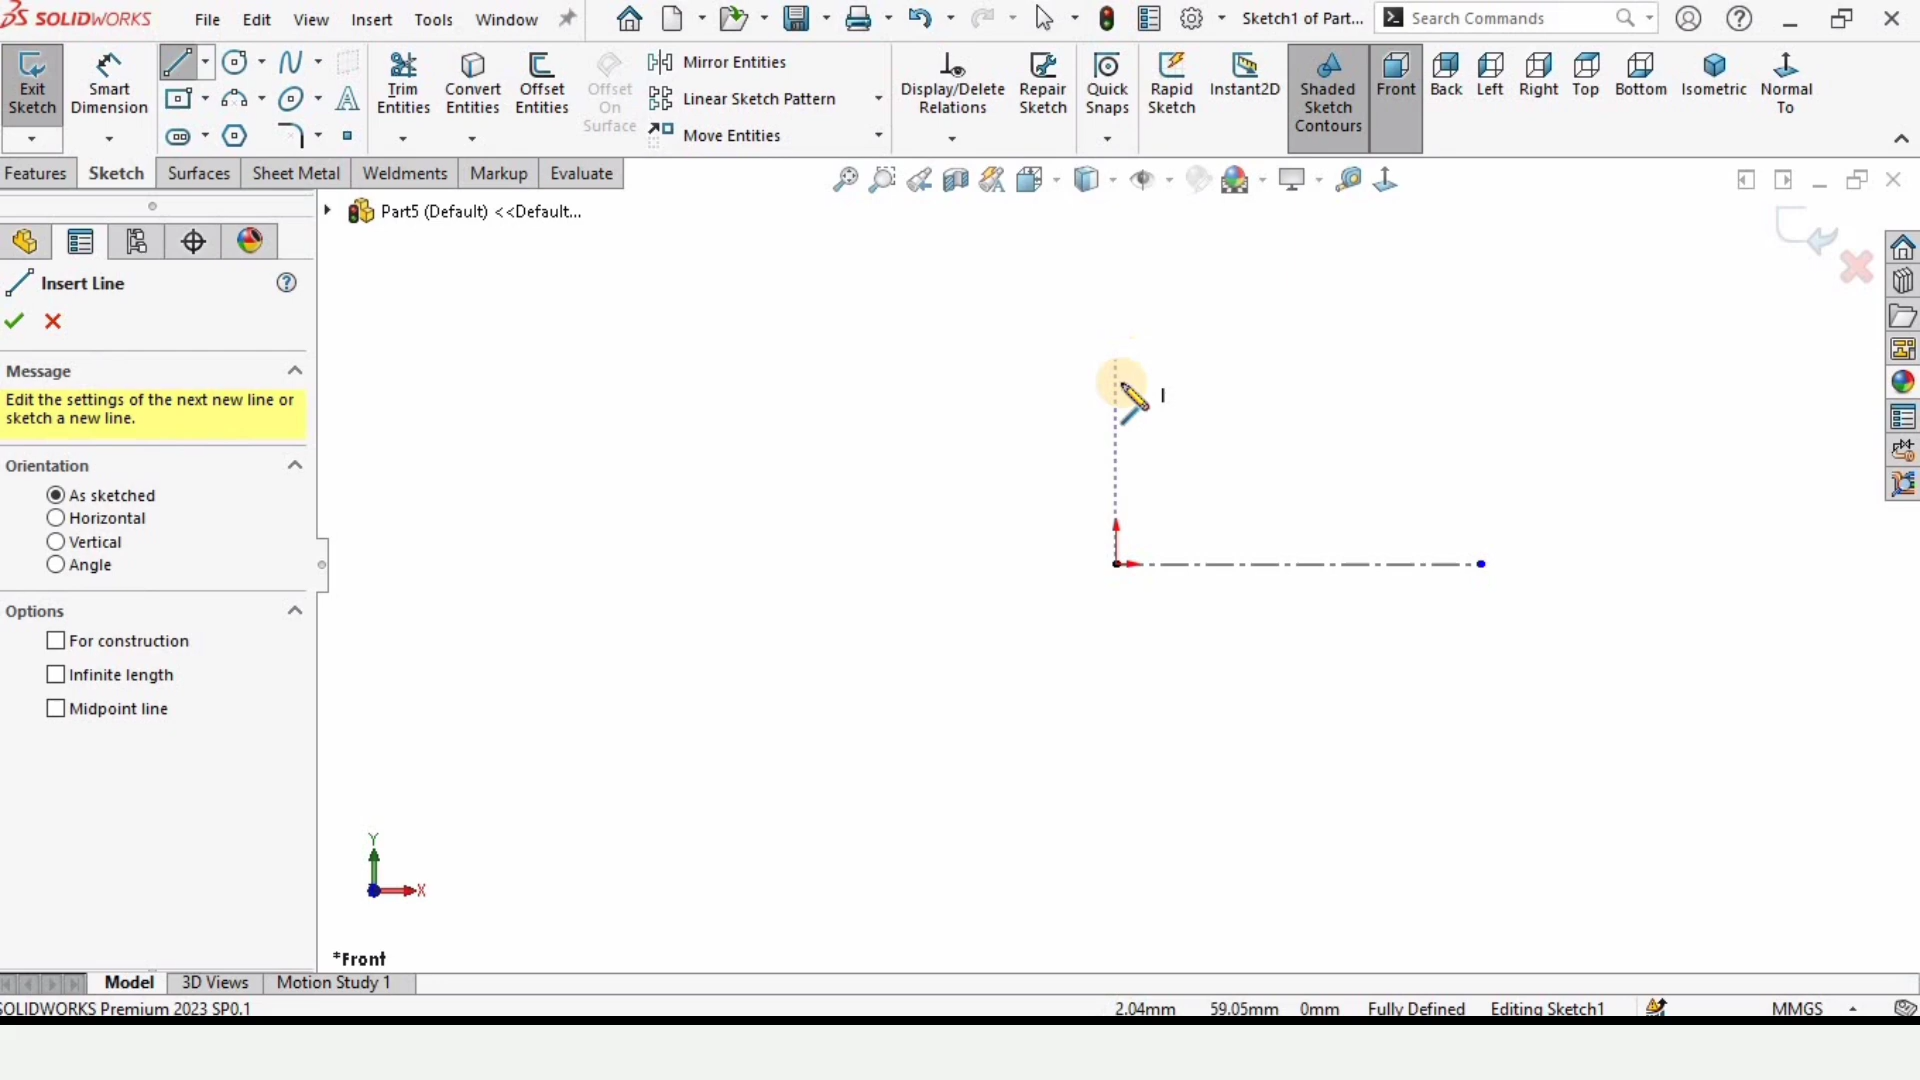 SOLIDWORKS File Edit View Insert Tools Window Sketch1 of Part... Search Commands
Exit Sketch
Smart Dimension
Trim Entities
Convert Entities
Offset Entities
Offset On Surface
Mirror Entities
Linear Sketch Pattern
Move Entities
Display/Delete Relations
Repair Sketch
Quick Snaps
Rapid Sketch
Instant2D
Shaded Sketch Contours
Front
Back
Left
Right
Top
Bottom
Isometric
Normal To
Features Sketch Surfaces Sheet Metal Weldments Markup Evaluate
Part5 (Default) <<Default...
Insert Line
Message
Edit the settings of the next new line or
sketch a new line.
Orientation
As sketched
Horizontal
Vertical
Angle
Options
For construction
Infinite length
Midpoint line
Y
X
*Front
Model 3D Views Motion Study 1
SOLIDWORKS Premium 2023 SP0.1 2.04mm 59.05mm 0mm Fully Defined Editing Sketch1 MMGS